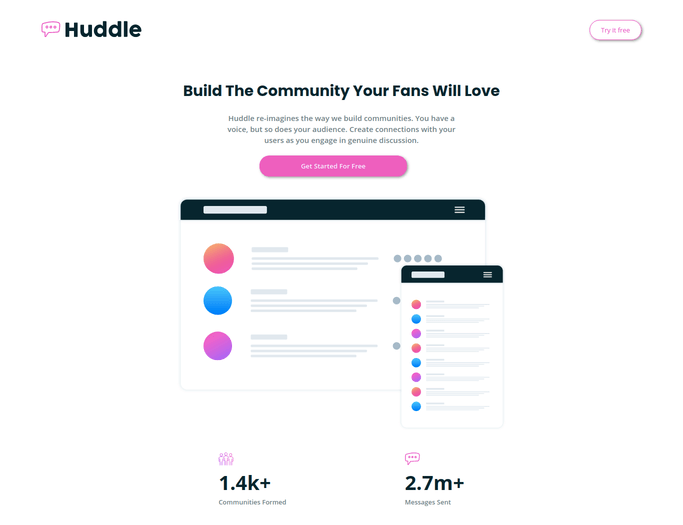 Huddle
Try it free
Build The Community Your Fans Will Love
Huddle re-imagines the way we build communities. You have a
voice, but so does your audience. Create connections with your
users as you engage in genuine discussion.
Get Started For Free
1.4k+
2.7m+
Communities Formed
Messages Sent